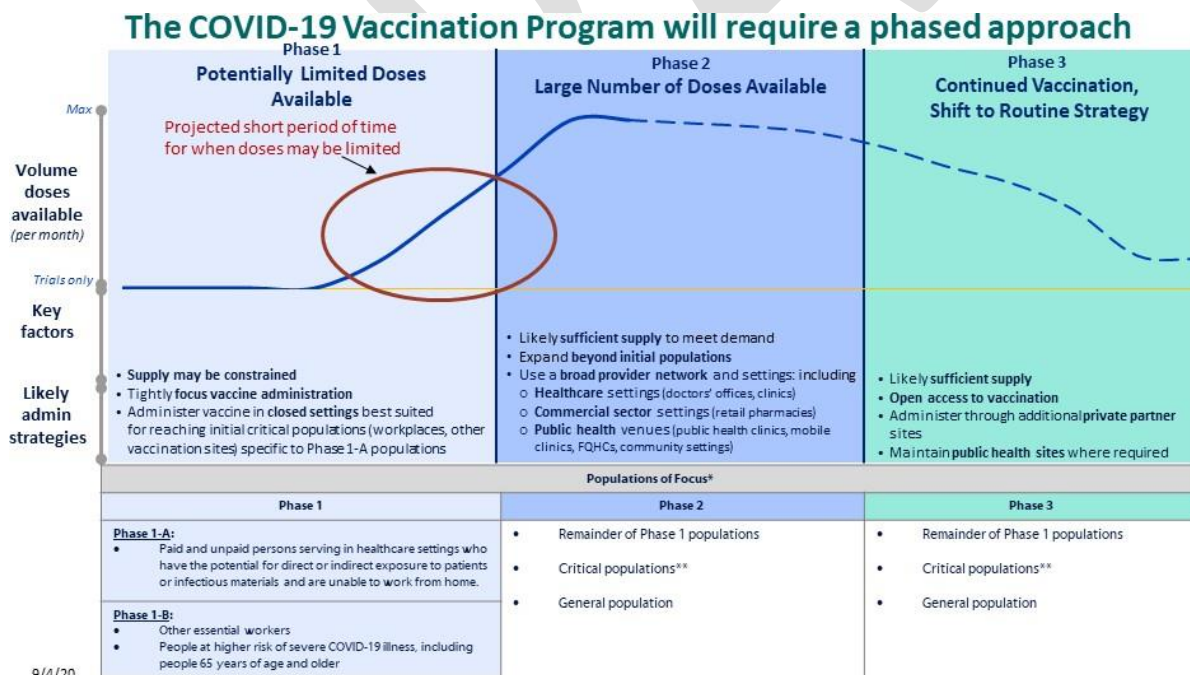 The COVID-19 Vaccination Program will require a phased approach
Phase 1
Potentially Limited Doses
Available
Projected short period of time
for when doses may be limited
Phase 2
Large Number of Doses Available
Phase 3
Continued Vaccination,
Shift to Routine Strategy
Max
Volume
doses
available
(per month)
Trials only
Key
factors
Likely
admin
strategies
• Supply may be constrained
• Tightly focus vaccine administration
• Administer vaccine in closed settings best suited
for reaching initial critical populations (workplaces, other
vaccination sites) specific to Phase 1-A populations
• Likely sufficient supply to meet demand
• Expand beyond initial populations
• Use a broad provider network and settings: including
o Healthcare settings (doctors' offices, clinics)
o Commercial sector settings (retail pharmacies)
o Public health venues (public health clinics, mobile
clinics, FQHCs, community settings)
• Likely sufficient supply
• Open access to vaccination
• Administer through additional private partner
sites
• Maintain public health sites where required
Populations of Focus*
Phase 1
Phase 2
Phase 3
Phase 1-A:
• Paid and unpaid persons serving in healthcare settings who
have the potential for direct or indirect exposure to patients
or infectious materials and are unable to work from home.
Phase 1-B:
• Other essential workers
• People at higher risk of severe COVID-19 illness, including
people 65 years of age and older
• Remainder of Phase 1 populations
• Critical populations**
• General population
• Remainder of Phase 1 populations
• Critical populations**
• General population
9/4/20